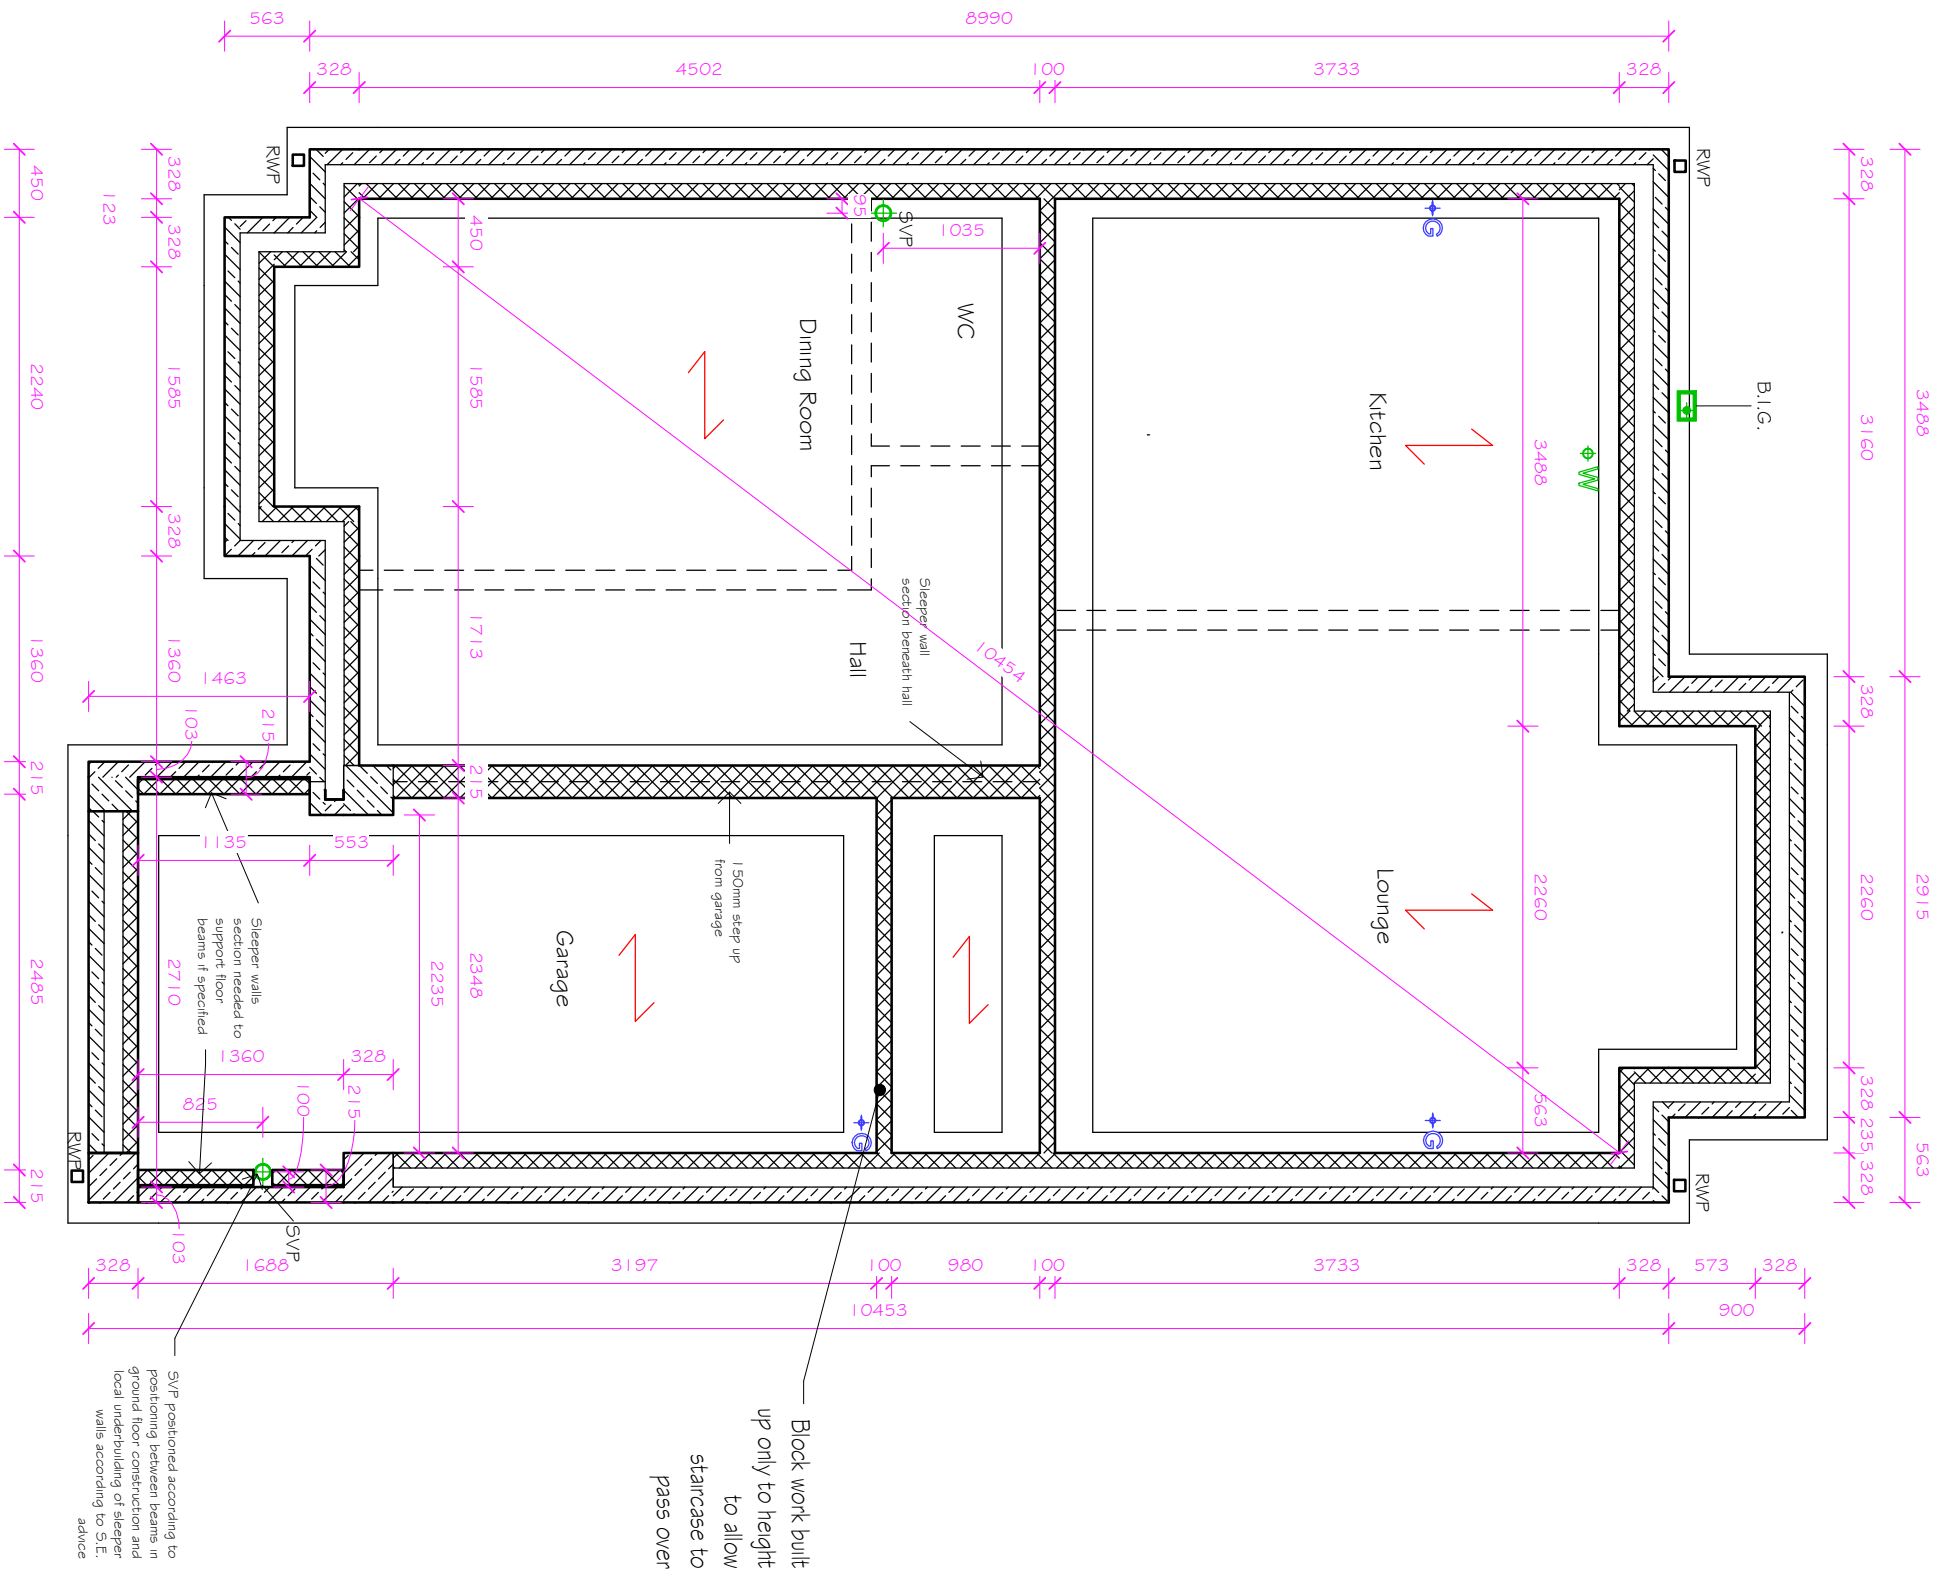 563
8990
328
4502
100
3733
328
RWP
RWP
328
3488
3160
B.I.G.
328
2260
2915
328
235
328
563
450
2240
1360
215
2485
215
328
123
328
1585
328
1360
2710
450
1585
1713
215
2348
2235
95
SVP
1035
WC
Dining Room
Kitchen
G
W
3488
2260
563
10454
Hall
Sleeper wall
section beneath hall
Lounge
G
1463
103
215
1135
553
150mm step up
from garage
Garage
Sleeper walls
section needed to
support floor
beams if specified
1360
328
825
100
215
G
RWP
RWP
SVP
103
328
1688
3197
100
980
100
3733
328
573
328
10453
900
Block work built
up only to height
to allow
staircase to
pass over
SVP positioned according to
positioning between beams in
ground floor construction and
local underbuilding of sleeper
walls according to S.E.
advice